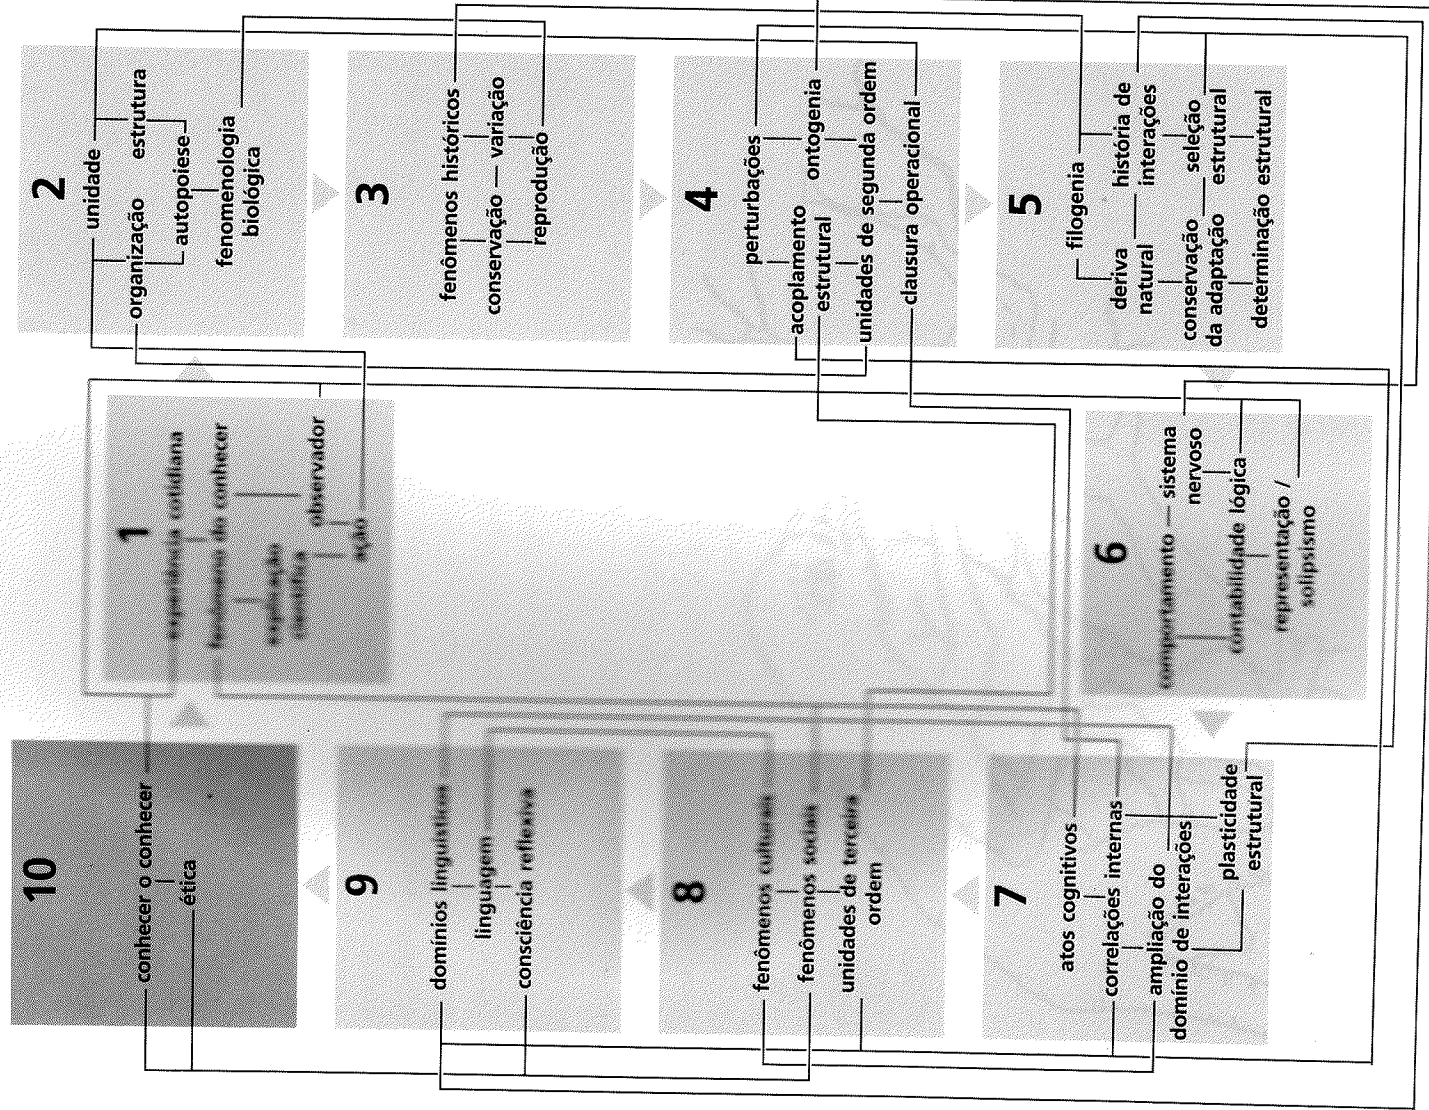 1
experiência cotidiana
fenômeno do conhecer
explicação
científica
observador
ação
2
unidade
organização
estrutura
autopoiese
fenomenologia
biológica
3
fenômenos históricos
conservação — variação
reprodução
4
perturbações
acoplamento
estrutural
ontogenia
unidades de segunda ordem
clausura operacional
5
filogenia
deriva
natural
história de
interações
conservação
da adaptação
seleção
estrutural
determinação estrutural
6
comportamento — sistema
nervoso
contabilidade lógica
representação /
solipsismo
7
atos cognitivos
correlações internas
ampliação do
domínio de interações
plasticidade
estrutural
8
fenômenos culturais
fenômenos sociais
unidades de terceira
ordem
9
domínios linguísticos
linguagem
consciência reflexiva
10
conhecer o conhecer
ética